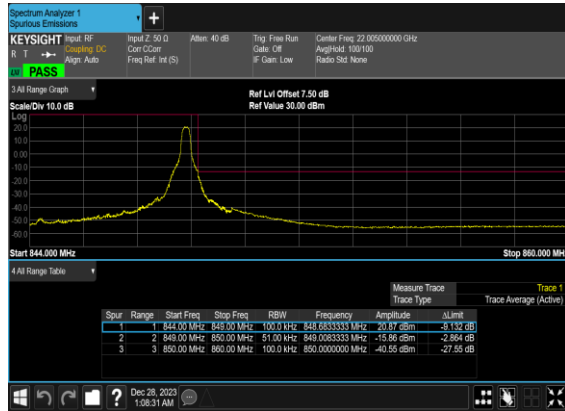 Spectrum Analyzer 1
Spurious Emissions
KEYSIGHT Input: RF Input Z: 50 Ω Atten: 40 dB Trig: Free Run Center Freq: 22.005000000 GHz
R T Coupling: DC Corr CCorr Gate: Off Avg|Hold: 100/100
Align: Auto Freq Ref: Int (S) IF Gain: Low Radio Std: None
PASS
3 All Range Graph
Ref Lvl Offset 7.50 dB
Scale/Div 10.0 dB Ref Value 30.00 dBm
Log
20.0
10.0
0.00
-10.0
-20.0
-30.0
-40.0
-50.0
-60.0
Start 844.000 MHz Stop 860.000 MH
4 All Range Table
Measure Trace Trace 1
Trace Type Trace Average (Active)
Spur Range Start Freq Stop Freq RBW Frequency Amplitude ΔLimit
1 1 844.00 MHz 849.00 MHz 100.0 kHz 848.6833333 MHz 20.87 dBm -9.132 dB
2 2 849.00 MHz 850.00 MHz 51.00 kHz 849.0083333 MHz -15.86 dBm -2.864 dB
3 3 850.00 MHz 860.00 MHz 100.0 kHz 850.0000000 MHz -40.55 dBm -27.55 dB
? Dec 28, 2023
1:08:31 AM